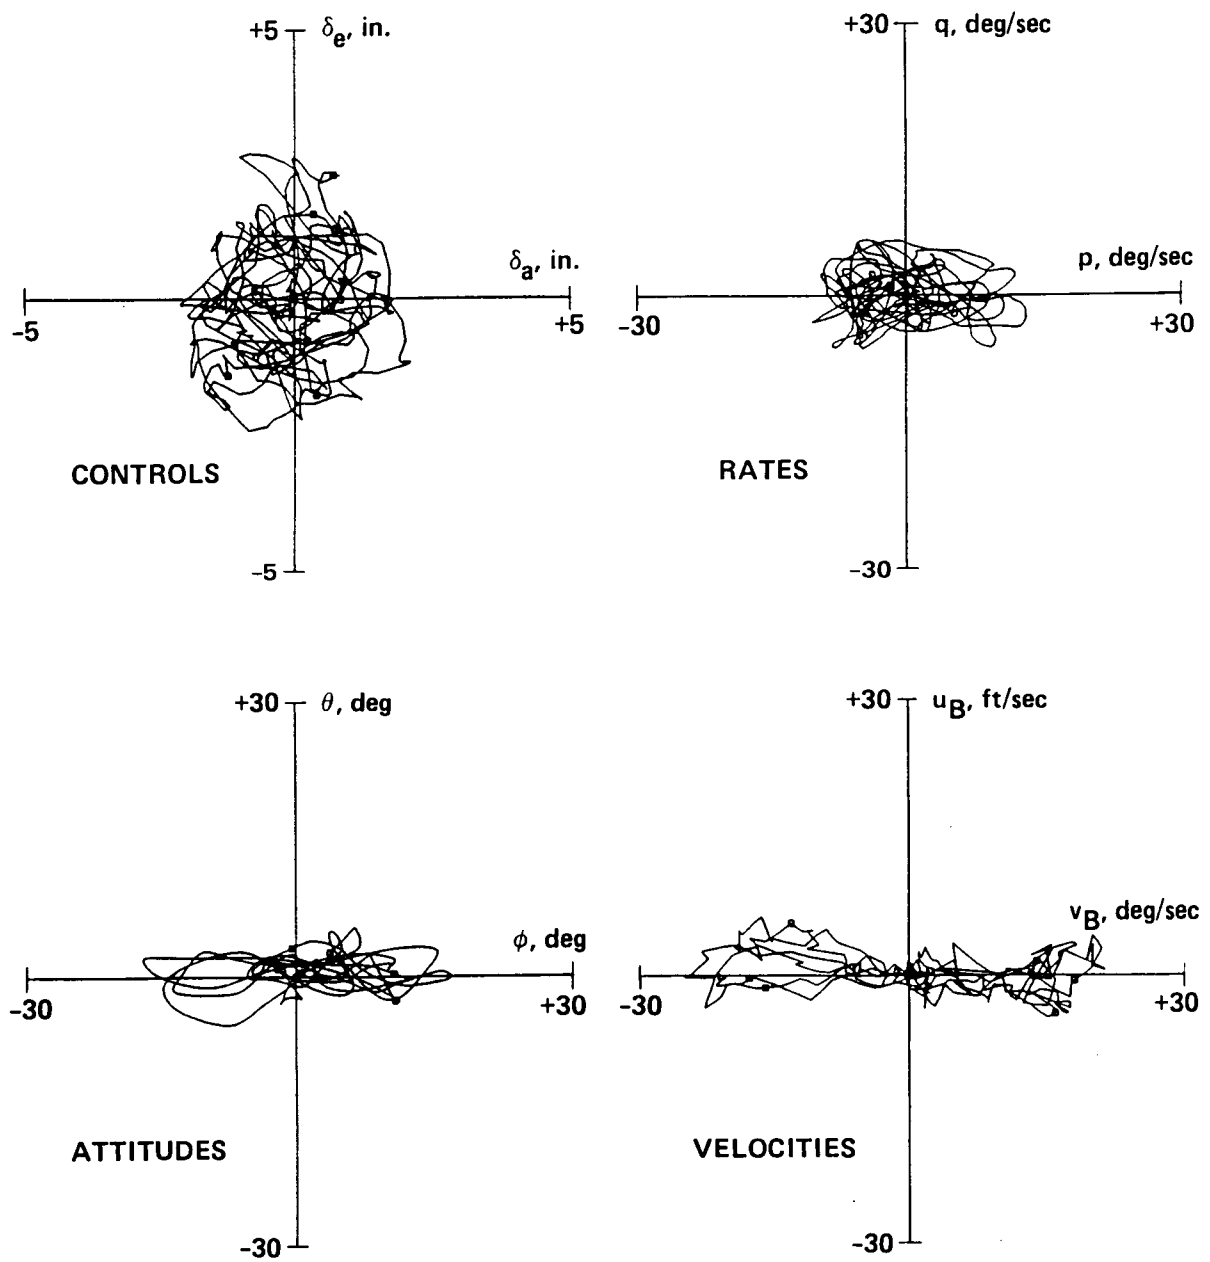 +5 δe, in.
δa, in.
-5 +5
-5
CONTROLS
+30 q, deg/sec
p, deg/sec
-30 +30
-30
RATES
+30 θ, deg
ϕ, deg
-30 +30
-30
ATTITUDES
+30 uB, ft/sec
vB, deg/sec
-30 +30
-30
VELOCITIES